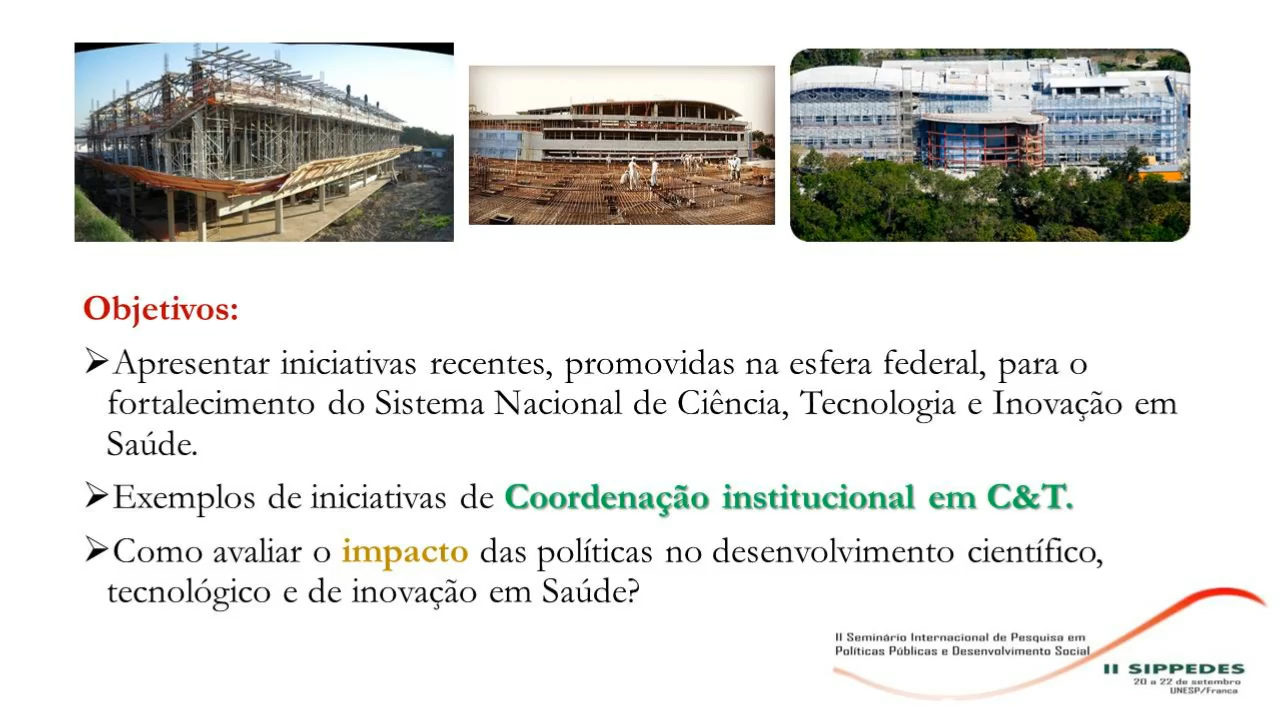 Objetivos:
➢Apresentar iniciativas recentes, promovidas na esfera federal, para o
fortalecimento do Sistema Nacional de Ciência, Tecnologia e Inovação em
Saúde.
➢Exemplos de iniciativas de Coordenação institucional em C&T.
➢Como avaliar o impacto das políticas no desenvolvimento científico,
tecnológico e de inovação em Saúde?
II Seminário Internacional de Pesquisa em
Políticas Públicas e Desenvolvimento Social
II SIPPEDES
20 a 22 de setembro
UNESP/Franca